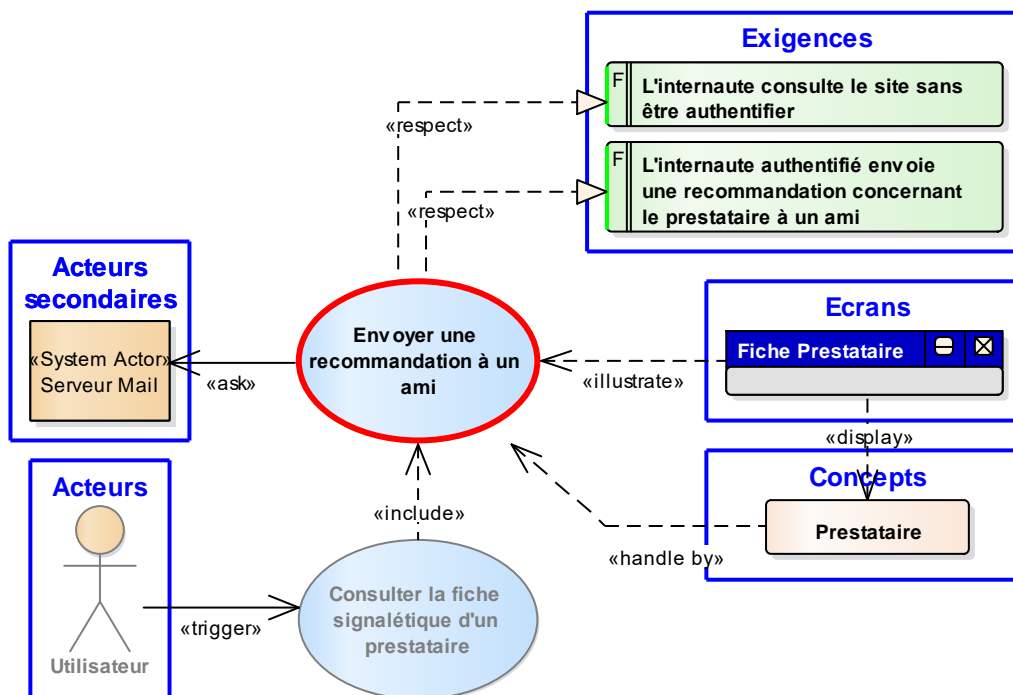 Exigences
F
L'internaute consulte le site sans
être authentifier
«respect»
F
L'internaute authentifié envoie
une recommandation concernant
le prestataire à un ami
«respect»
Acteurs
secondaires
«System Actor»
Serveur Mail
«ask»
Envoyer une
recommandation à un
ami
Ecrans
Fiche Prestataire
«illustrate»
«display»
Concepts
Prestataire
«handle by»
Acteurs
Utilisateur
«trigger»
«include»
Consulter la fiche
signalétique d'un
prestataire